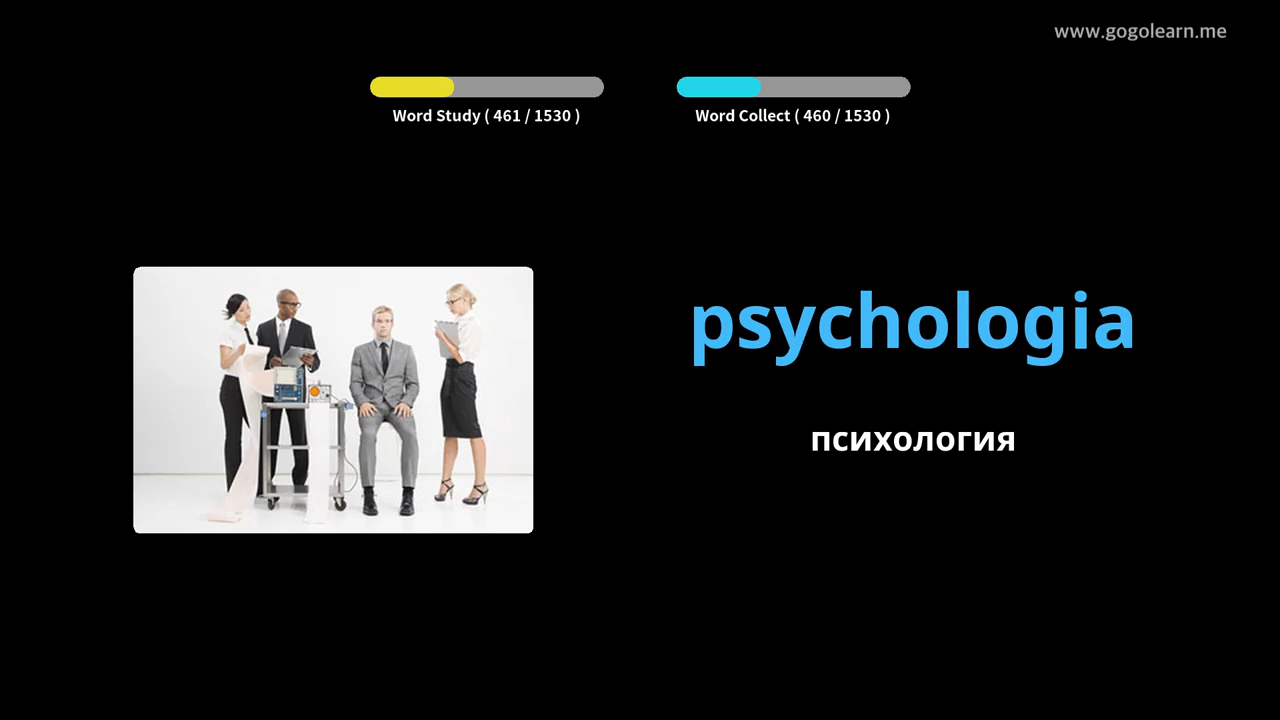 www.gogolearn.me
Word Study ( 461 / 1530 )
Word Collect ( 460 / 1530 )
psychologia
психология